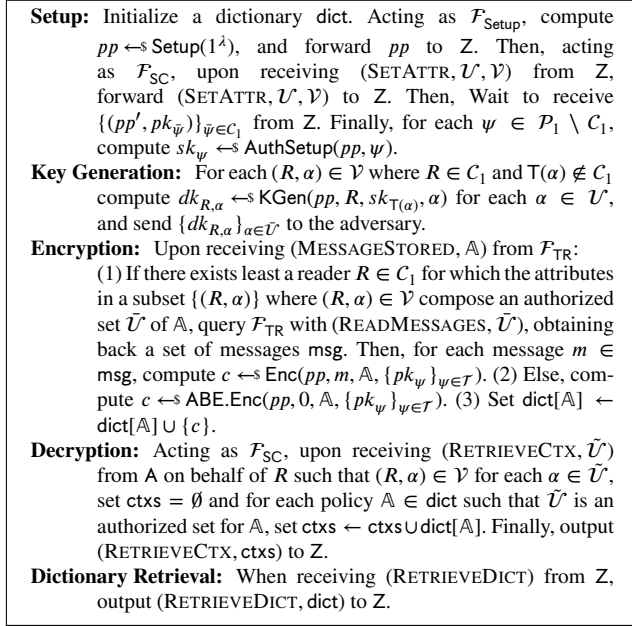 Setup: Initialize a dictionary dict. Acting as ℱ_Setup, compute
pp ←$ Setup(1^λ), and forward pp to Z. Then, acting
as ℱ_SC, upon receiving (SETATTR, 𝒰, 𝒱) from Z,
forward (SETATTR, 𝒰, 𝒱) to Z. Then, Wait to receive
{(pp′, pk_ψ̄)}_ψ̄∈𝒞₁ from Z. Finally, for each ψ ∈ 𝒫₁ \ 𝒞₁,
compute sk_ψ ←$ AuthSetup(pp, ψ).
Key Generation: For each (R, α) ∈ 𝒱 where R ∈ 𝒞₁ and T(α) ∉ 𝒞₁
compute dk_R,α ←$ KGen(pp, R, sk_T(α), α) for each α ∈ 𝒰,
and send {dk_R,α}_α∈𝒰̄ to the adversary.
Encryption: Upon receiving (MESSAGESTORED, 𝔸) from ℱ_TR:
(1) If there exists least a reader R ∈ 𝒞₁ for which the attributes
in a subset {(R, α)} where (R, α) ∈ 𝒱 compose an authorized
set 𝒰̄ of 𝔸, query ℱ_TR with (READMESSAGES, 𝒰̄), obtaining
back a set of messages msg. Then, for each message m ∈
msg, compute c ←$ Enc(pp, m, 𝔸, {pk_ψ}_ψ∈𝒯). (2) Else, com-
pute c ←$ ABE.Enc(pp, 0, 𝔸, {pk_ψ}_ψ∈𝒯). (3) Set dict[𝔸] ←
dict[𝔸] ∪ {c}.
Decryption: Acting as ℱ_SC, upon receiving (RETRIEVECTX, 𝒰̃)
from A on behalf of R such that (R, α) ∈ 𝒱 for each α ∈ 𝒰̃,
set ctxs = ∅ and for each policy 𝔸 ∈ dict such that 𝒰̃ is an
authorized set for 𝔸, set ctxs ← ctxs∪dict[𝔸]. Finally, output
(RETRIEVECTX, ctxs) to Z.
Dictionary Retrieval: When receiving (RETRIEVEDICT) from Z,
output (RETRIEVEDICT, dict) to Z.